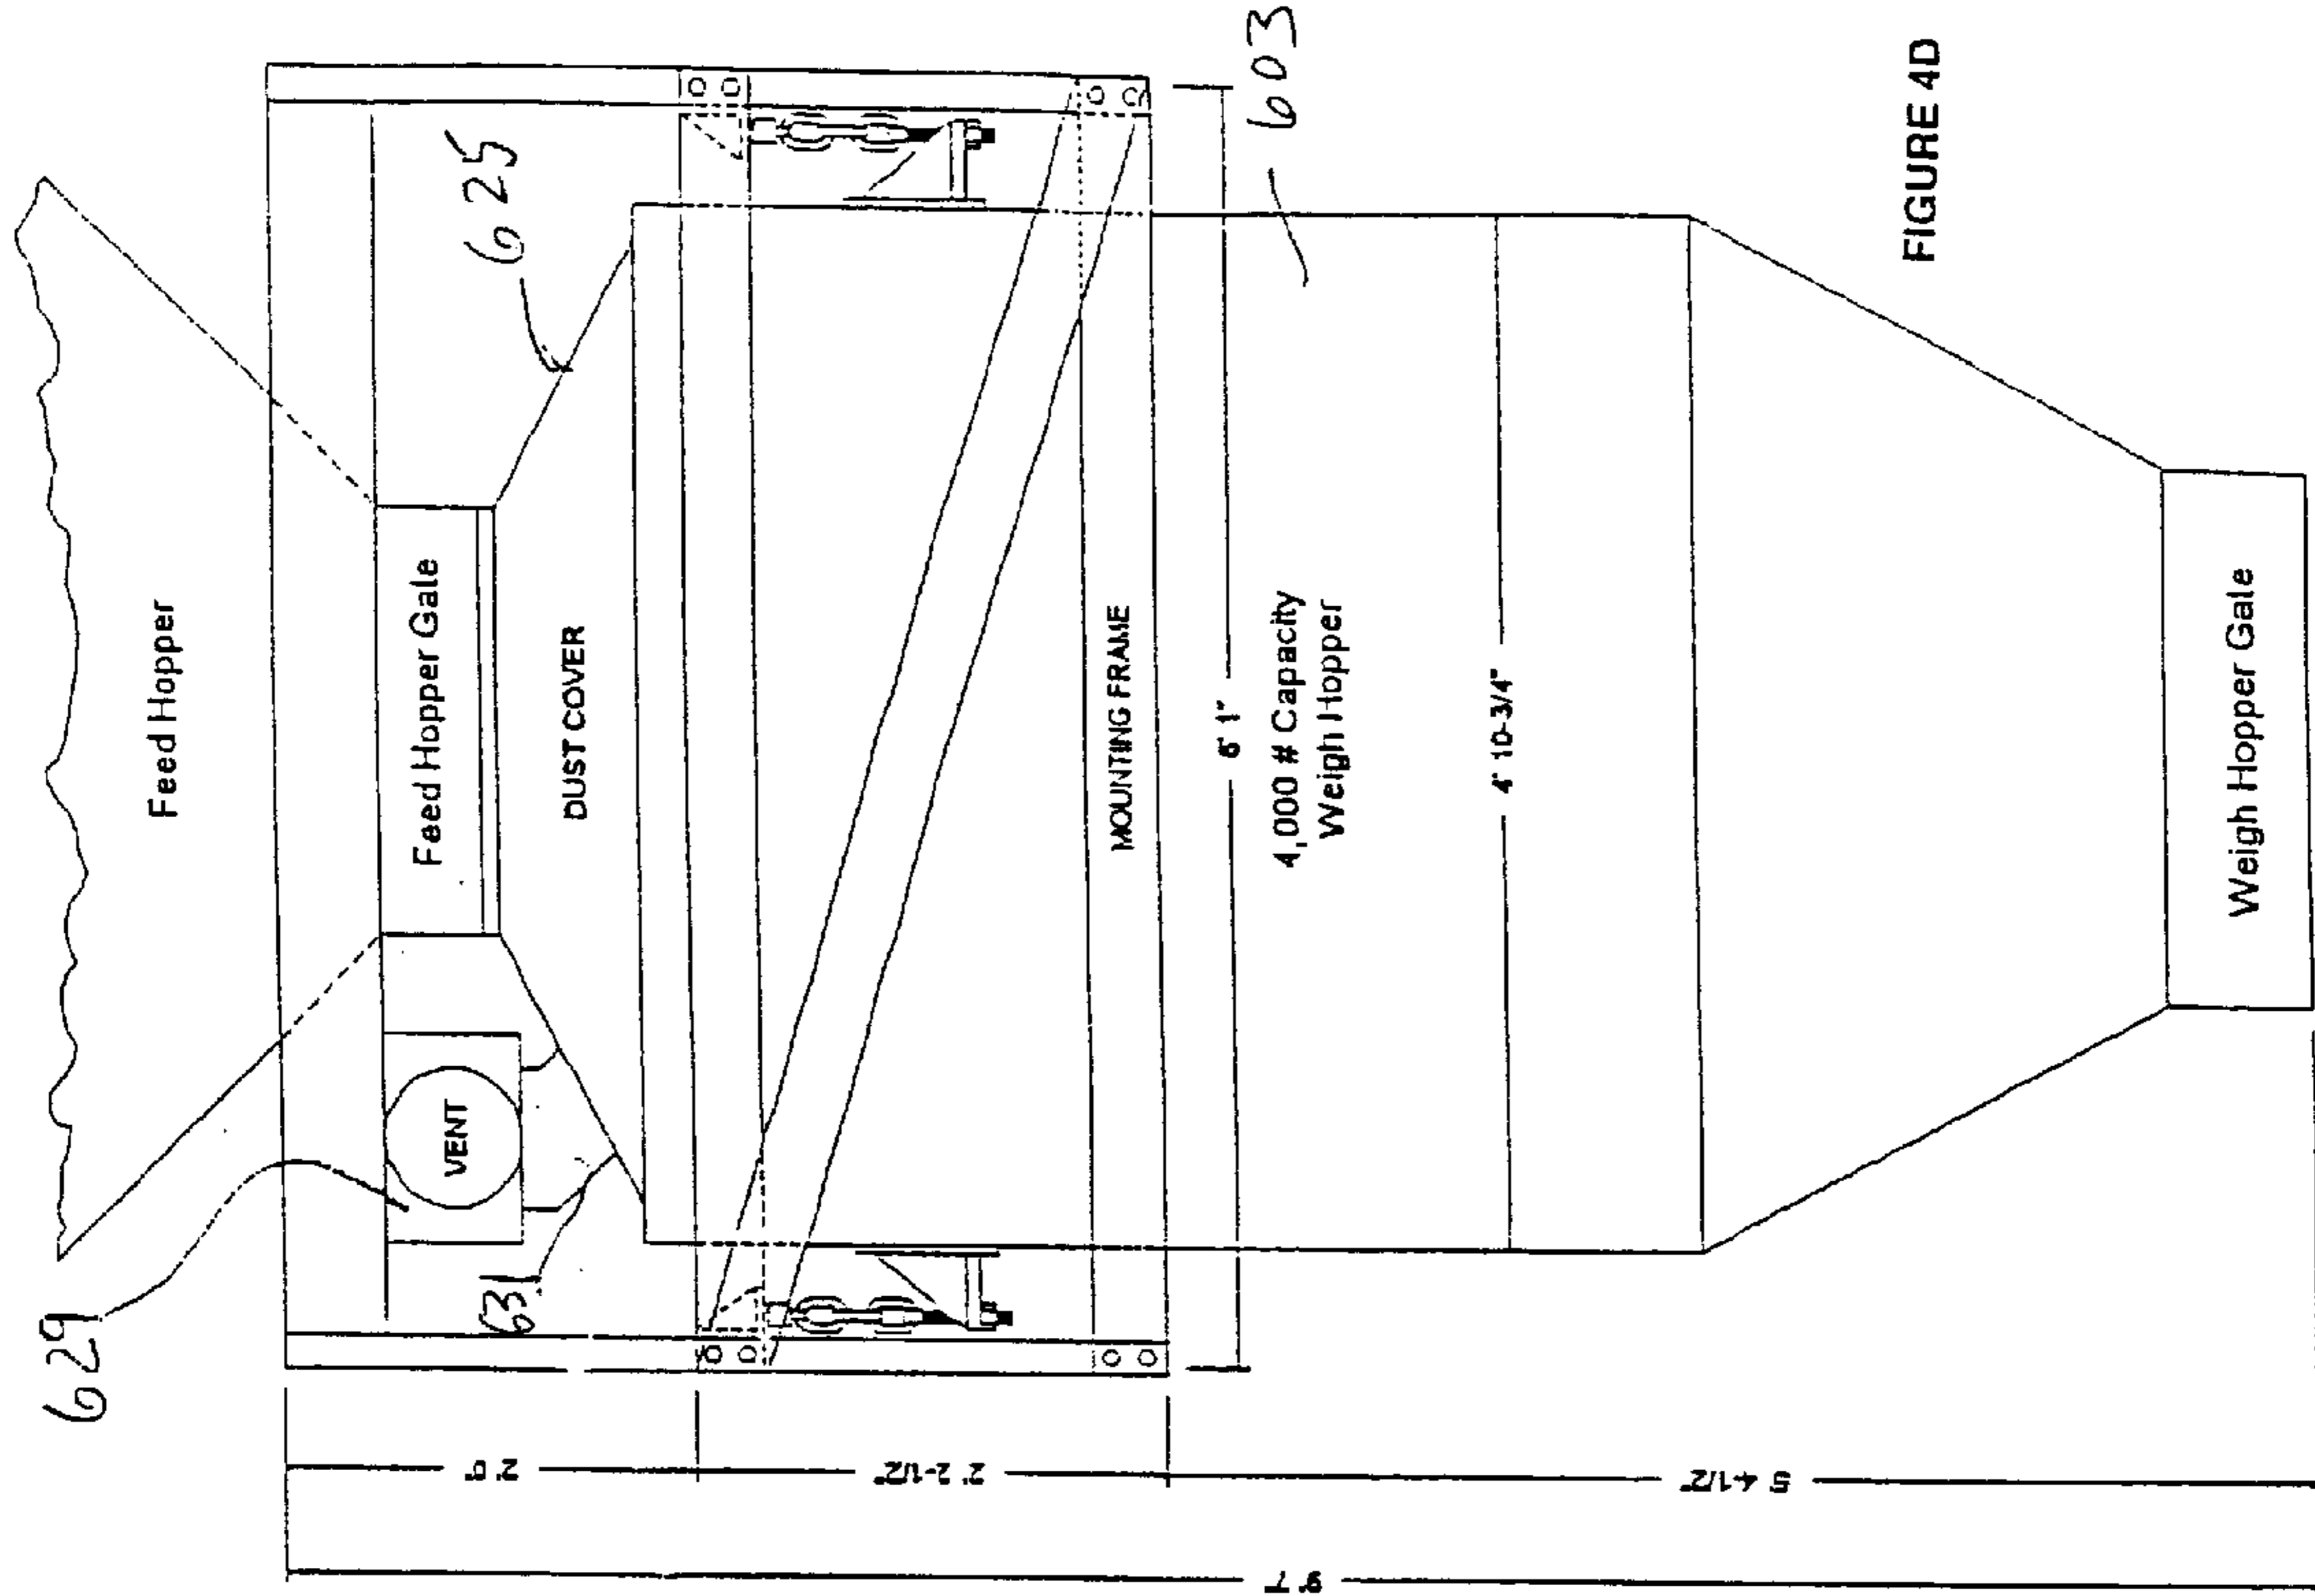 629
Feed Hopper
625
Feed Hopper Gate
VENT
631
DUST COVER
MOUNTING FRAME
6' 1"
603
4,000 # Capacity
Weigh Hopper
4' 10-3/4"
Weigh Hopper Gate
2' 0"
2' 2-1/2"
5 4 1/2"
9' 7"
FIGURE 4D